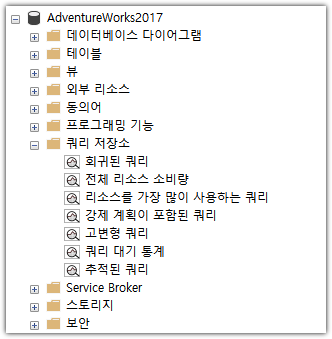 AdventureWorks2017
데이터베이스 다이어그램
테이블
뷰
외부 리소스
동의어
프로그래밍 기능
쿼리 저장소
회귀된 쿼리
전체 리소스 소비량
리소스를 가장 많이 사용하는 쿼리
강제 계획이 포함된 쿼리
고변형 쿼리
쿼리 대기 통계
추적된 쿼리
Service Broker
스토리지
보안